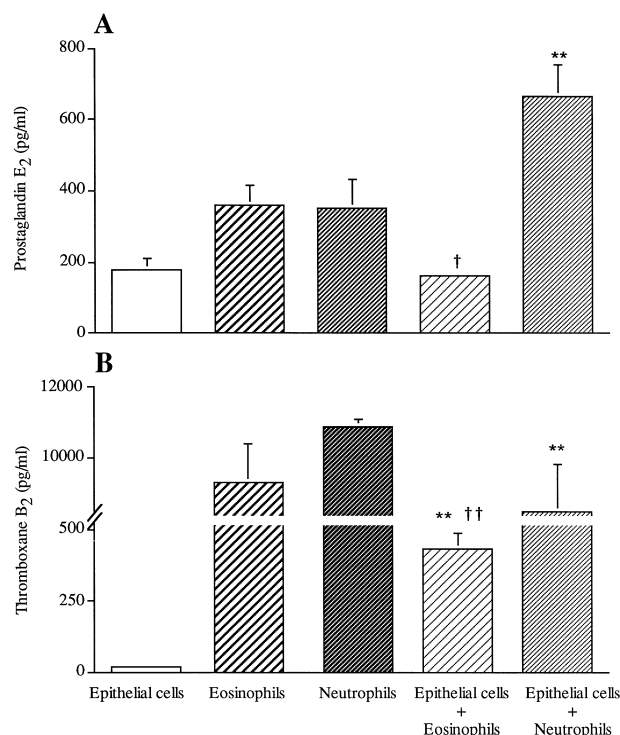 A
800
**
600
Prostaglandin E2 (pg/ml)
400
†
200
0
B
12000
10000
**
Thromboxane B2 (pg/ml)
** ††
500
250
0
Epithelial cells Eosinophils Neutrophils Epithelial cells Epithelial cells
+ +
Eosinophils Neutrophils